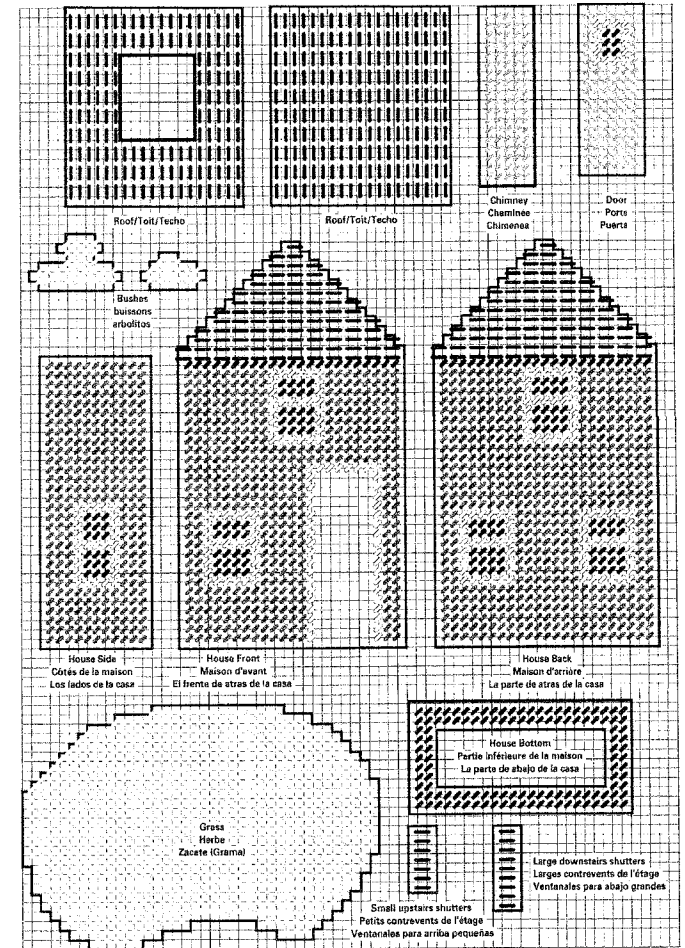 Roof/Toit/Techo
Roof/Toit/Techo
Chimney
Cheminée
Chimenea
Door
Porte
Puerta
Bushes
buissons
arbolitos
House Side
Côtés de la maison
Los lados de la casa
House Front
Maison d'avant
El frente de atras de la casa
House Back
Maison d'arrière
La parte de atras de la casa
House Bottom
Partie inférieure de la maison
La parte de abajo de la casa
Grass
Herbe
Zacate (Grama)
Small upstairs shutters
Petits contrevents de l'étage
Ventanales para arriba pequeñas
Large downstairs shutters
Larges contrevents de l'étage
Ventanales para abajo grandes